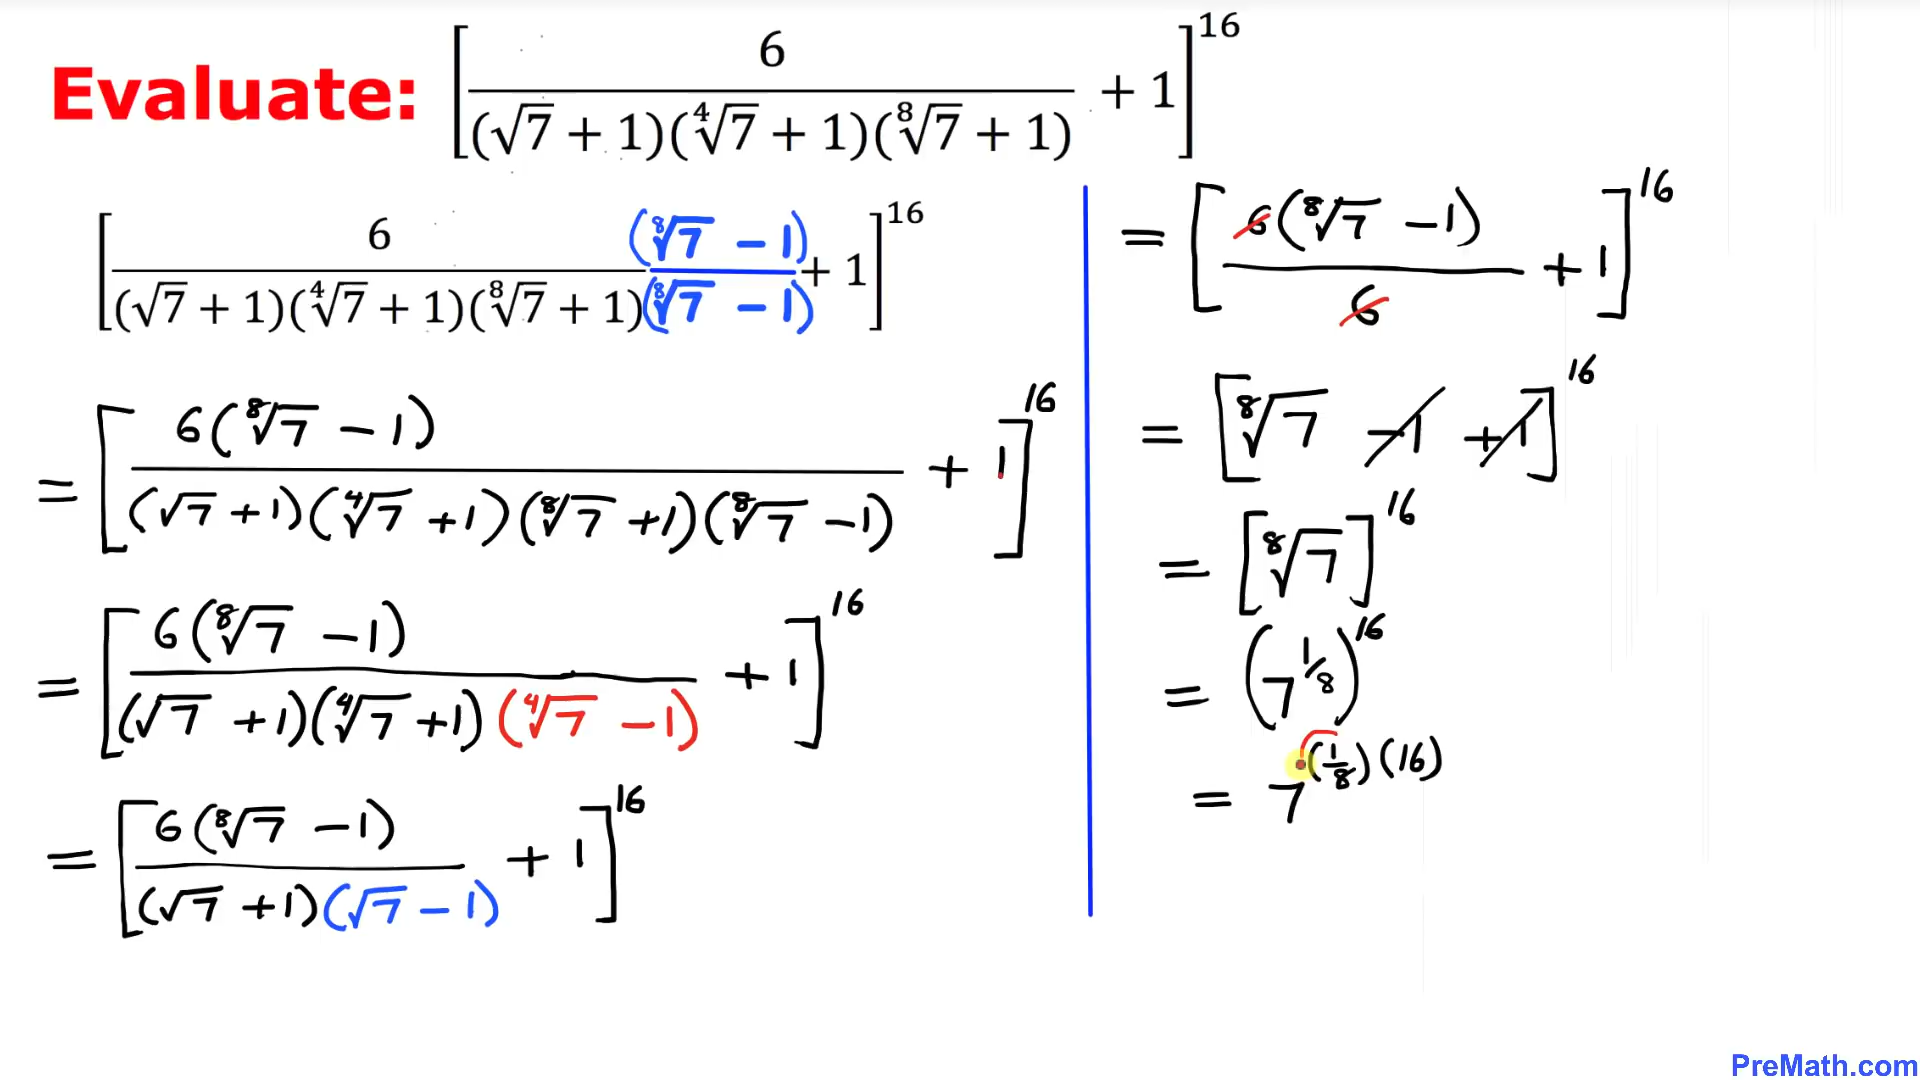 Evaluate: [ 6 / (√7 + 1)(∜7 + 1)(⁸√7 + 1) + 1 ]¹⁶
[ 6 / (√7 + 1)(∜7 + 1)(⁸√7 + 1) (⁸√7 − 1) / (⁸√7 − 1) + 1 ]¹⁶
= [ 6(⁸√7 − 1) / (√7 + 1)(∜7 + 1)(⁸√7 + 1)(⁸√7 − 1) + 1 ]¹⁶
= [ 6(⁸√7 − 1) / (√7 + 1)(∜7 + 1)(∜7 − 1) + 1 ]¹⁶
= [ 6(⁸√7 − 1) / (√7 + 1)(√7 − 1) + 1 ]¹⁶
= [ 6(⁸√7 − 1) / 6 + 1 ]¹⁶
= [ ⁸√7 − 1 + 1 ]¹⁶
= [ ⁸√7 ]¹⁶
= (7^(1/8))¹⁶
= 7^((1/8)(16))
PreMath.com